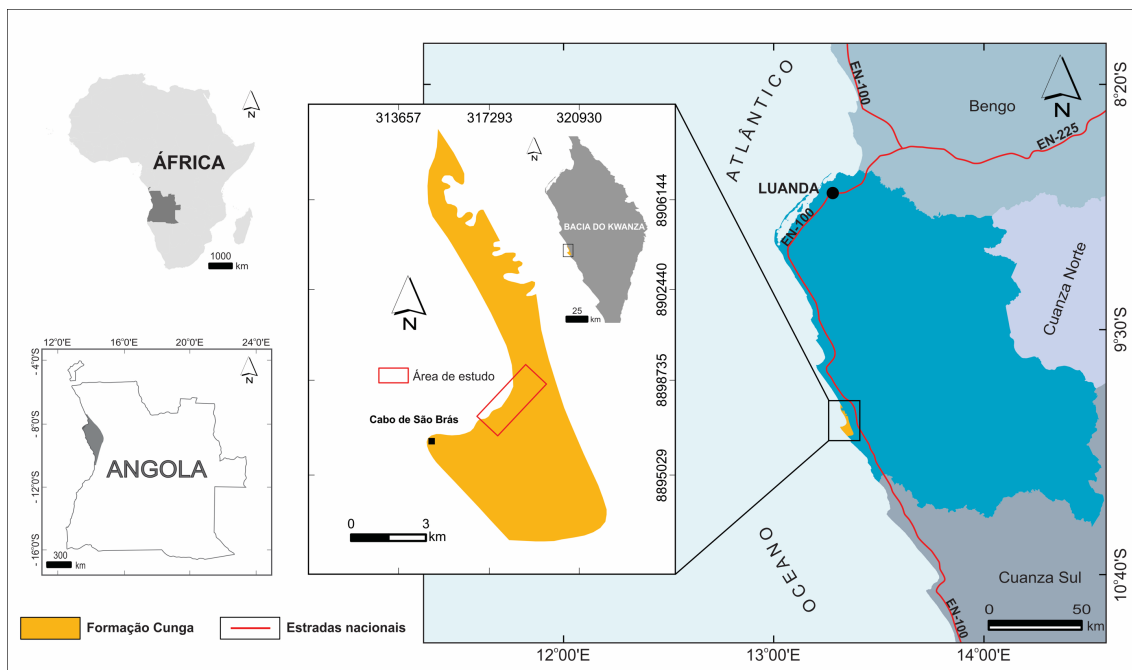 ÁFRICA
N
1000
km
12°0'E
16°0'E
20°0'E
24°0'E
- 4°0'S
- 8°0'S
- 12°0'S
- 16°0'S
N
ANGOLA
300
km
313657
317293
320930
8906144
8902440
8898735
8895029
N
BACIA DO KWANZA
25
km
N
Área de estudo
Cabo de São Brás
0
3
km
ATLÂNTICO
OCEANO
EN-100
Bengo
EN-225
N
LUANDA
EN-100
Cuanza Norte
Cuanza Sul
EN-100
0
50
km
8°20'S
9°30'S
10°40'S
12°00'E
13°00'E
14°00'E
Formação Cunga
Estradas nacionais